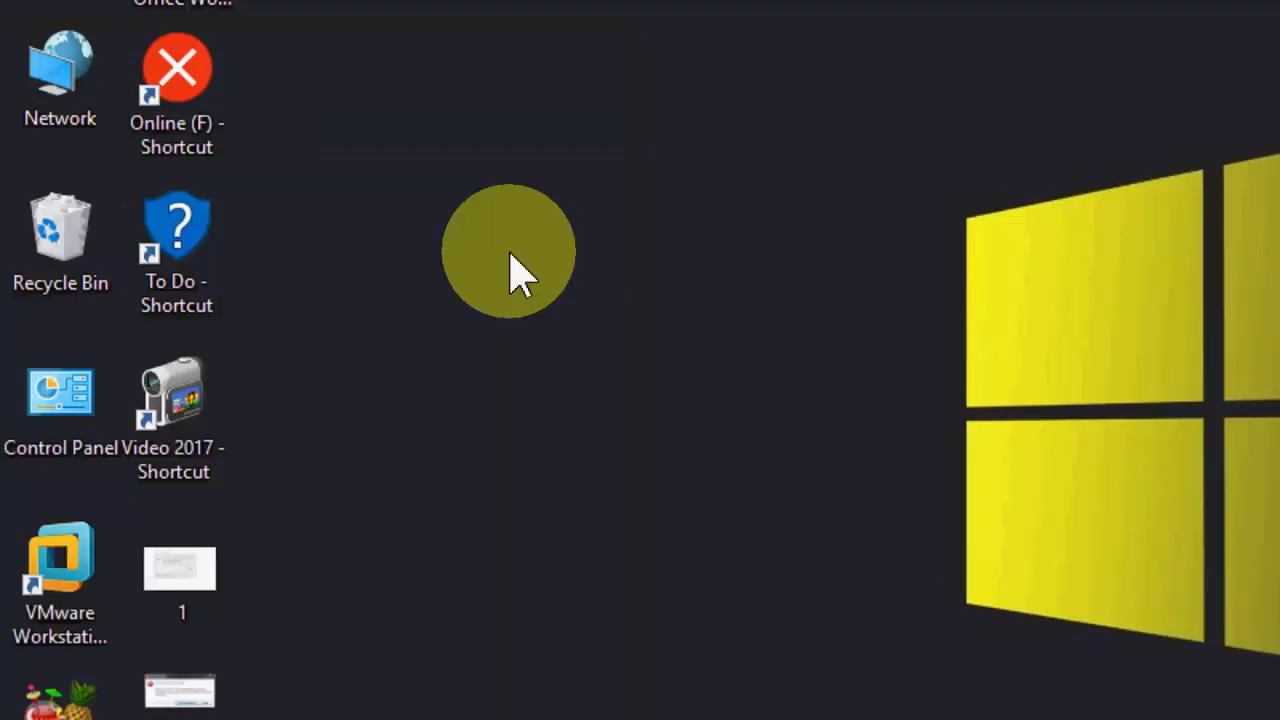 Office Wo...
Network
Online (F) -
Shortcut
Recycle Bin
To Do -
Shortcut
Control Panel
Video 2017 -
Shortcut
VMware
Workstati...
1